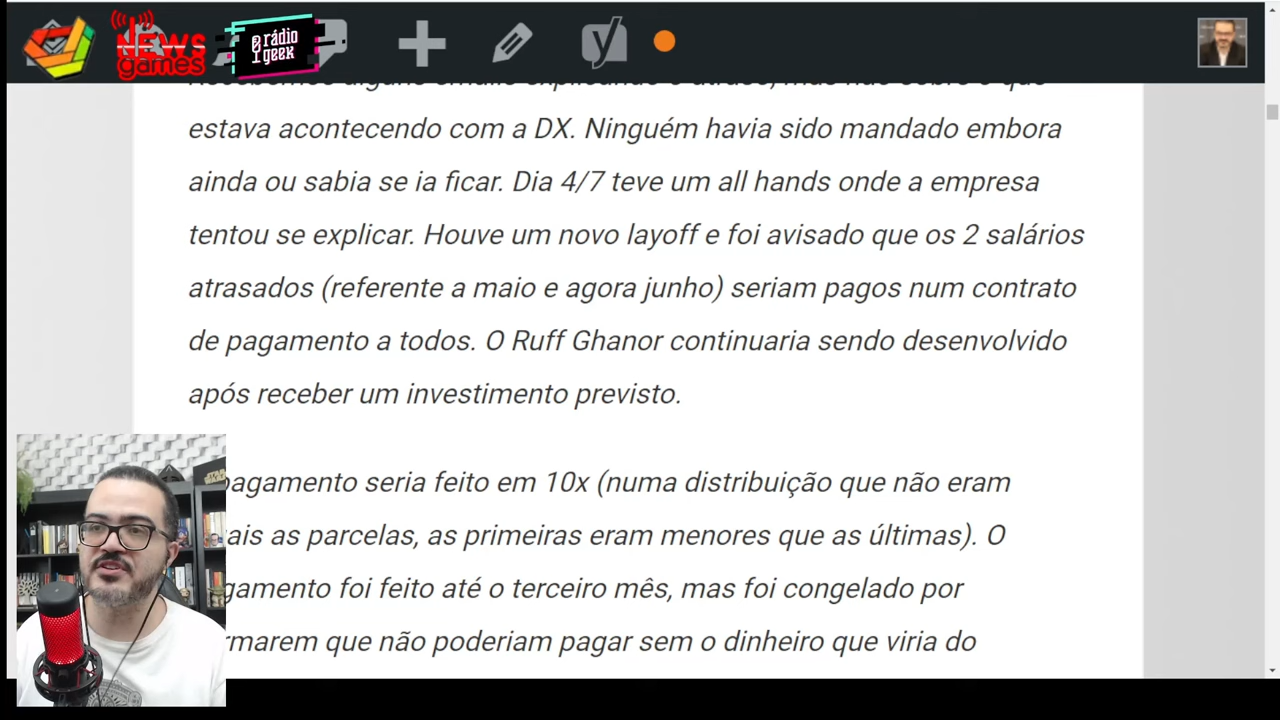 NEWS
games
rádio
geek
estava acontecendo com a DX. Ninguém havia sido mandado embora
ainda ou sabia se ia ficar. Dia 4/7 teve um all hands onde a empresa
tentou se explicar. Houve um novo layoff e foi avisado que os 2 salários
atrasados (referente a maio e agora junho) seriam pagos num contrato
de pagamento a todos. O Ruff Ghanor continuaria sendo desenvolvido
após receber um investimento previsto.
pagamento seria feito em 10x (numa distribuição que não eram
ais as parcelas, as primeiras eram menores que as últimas). O
gamento foi feito até o terceiro mês, mas foi congelado por
rmarem que não poderiam pagar sem o dinheiro que viria do
STAR WARS